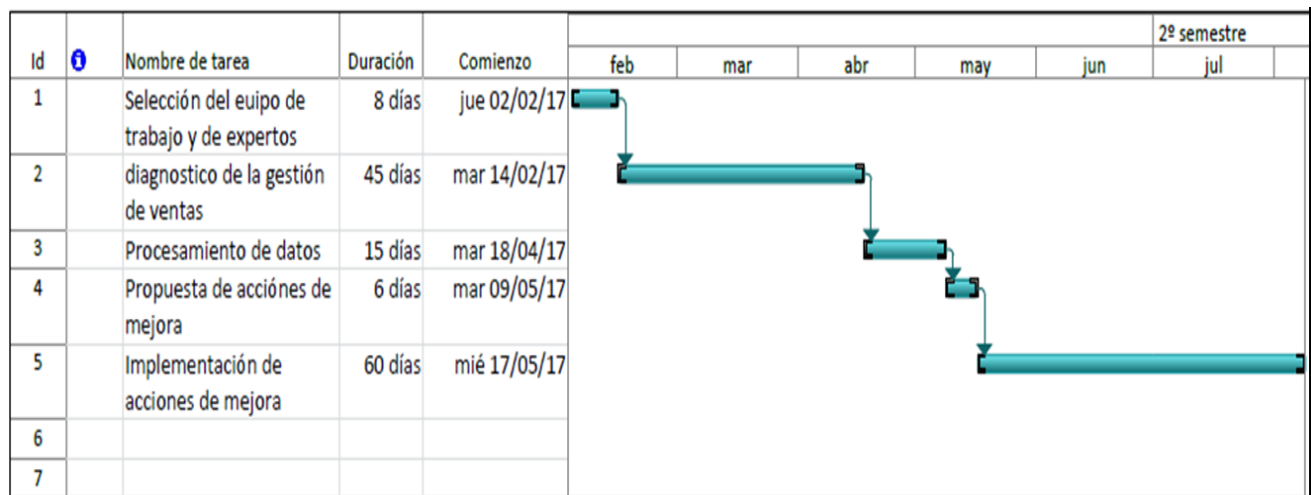 2º semestre
Id Nombre de tarea Duración Comienzo feb mar abr may jun jul
1 Selección del euipo de 8 días jue 02/02/17
trabajo y de expertos
2 diagnostico de la gestión 45 días mar 14/02/17
de ventas
3 Procesamiento de datos 15 días mar 18/04/17
4 Propuesta de acciónes de 6 días mar 09/05/17
mejora
5 Implementación de 60 días mié 17/05/17
acciones de mejora
6
7